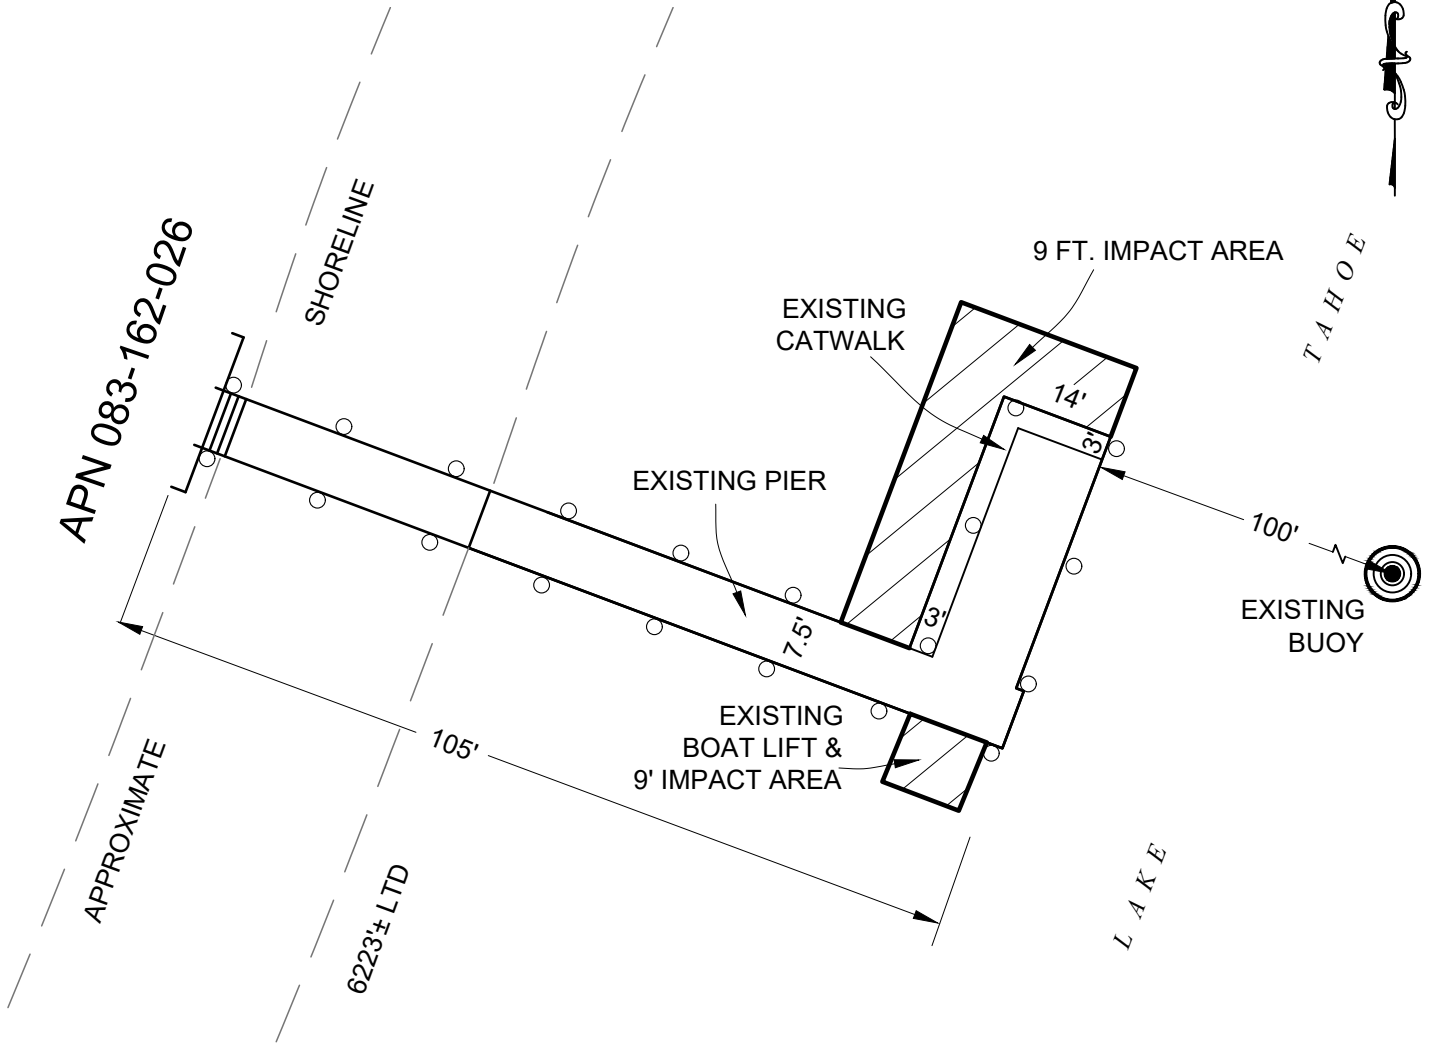 APN 083-162-026
SHORELINE
APPROXIMATE
6223'± LTD
9 FT. IMPACT AREA
EXISTING
CATWALK
14'
3'
EXISTING PIER
3'
7.5'
100'
EXISTING
BUOY
EXISTING
BOAT LIFT &
9' IMPACT AREA
105'
LAKE
TAHOE